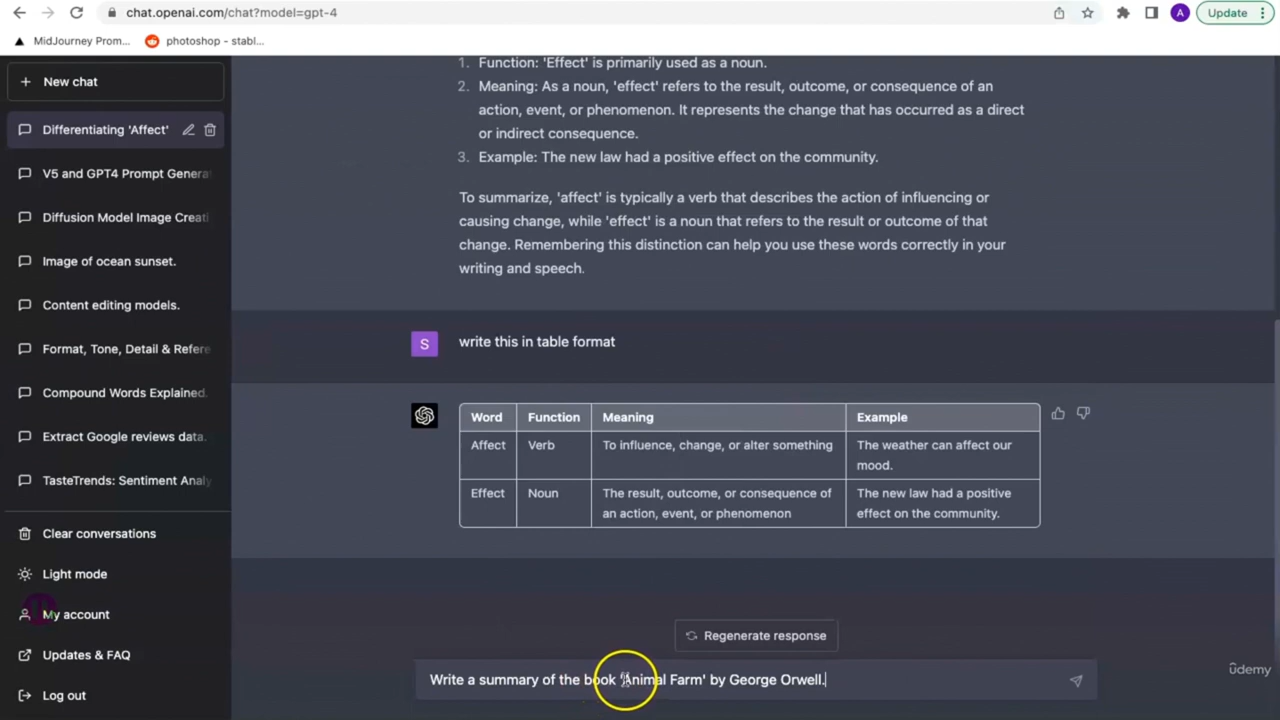 chat.openai.com/chat?model=gpt-4
Update
MidJourney Prom...
photoshop - stabl...
New chat
Differentiating 'Affect'
V5 and GPT4 Prompt Genera
Diffusion Model Image Creati
Image of ocean sunset.
Content editing models.
Format, Tone, Detail & Refere
Compound Words Explained.
Extract Google reviews data.
TasteTrends: Sentiment Analy
Clear conversations
Light mode
My account
Updates & FAQ
Log out
1. Function: 'Effect' is primarily used as a noun.
2. Meaning: As a noun, 'effect' refers to the result, outcome, or consequence of an
action, event, or phenomenon. It represents the change that has occurred as a direct
or indirect consequence.
3. Example: The new law had a positive effect on the community.
To summarize, 'affect' is typically a verb that describes the action of influencing or
causing change, while 'effect' is a noun that refers to the result or outcome of that
change. Remembering this distinction can help you use these words correctly in your
writing and speech.
S write this in table format
Word Function Meaning Example
Affect Verb To influence, change, or alter something The weather can affect our
mood.
Effect Noun The result, outcome, or consequence of The new law had a positive
an action, event, or phenomenon effect on the community.
Regenerate response
Write a summary of the book 'Animal Farm' by George Orwell.
ûdemy
A